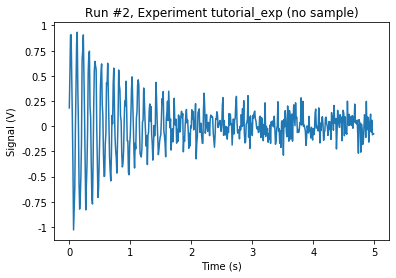 Run #2, Experiment tutorial_exp (no sample)
1
0.75
0.5
0.25
0
-0.25
-0.5
-0.75
-1
Signal (V)
0 1 2 3 4 5
Time (s)